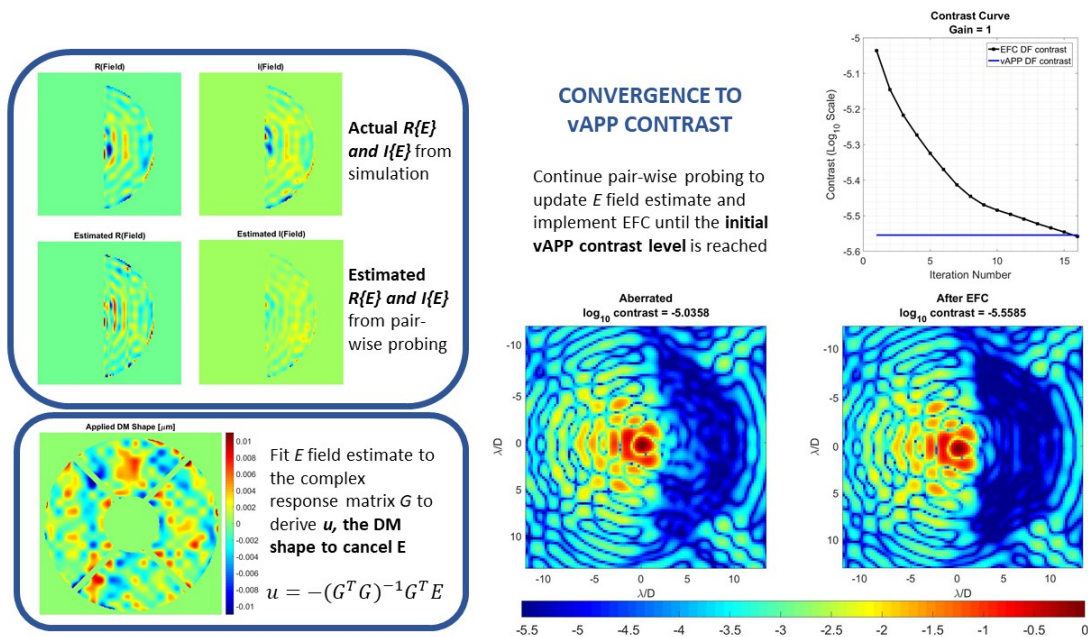 R(Field)
I(Field)
Actual R{E}
and I{E} from
simulation
Estimated R(Field)
Estimated I(Field)
Estimated
R{E} and I{E}
from pair-
wise probing
Applied DM Shape [μm]
0.01
0.008
0.006
0.004
0.002
0
-0.002
-0.004
-0.006
-0.008
-0.01
Fit E field estimate to
the complex
response matrix G to
derive u, the DM
shape to cancel E
u = −(GᵀG)⁻¹GᵀE
CONVERGENCE TO
vAPP CONTRAST
Continue pair-wise probing to
update E field estimate and
implement EFC until the initial
vAPP contrast level is reached
Contrast Curve
Gain = 1
EFC DF contrast
vAPP DF contrast
Contrast (Log₁₀ Scale)
-5
-5.1
-5.2
-5.3
-5.4
-5.5
-5.6
0 5 10 15
Iteration Number
Aberrated
log₁₀ contrast = -5.0358
λ/D
-10
-5
0
5
10
-10 -5 0 5 10
λ/D
After EFC
log₁₀ contrast = -5.5585
λ/D
-10
-5
0
5
10
-10 -5 0 5 10
λ/D
-5.5 -5 -4.5 -4 -3.5 -3 -2.5 -2 -1.5 -1 -0.5 0